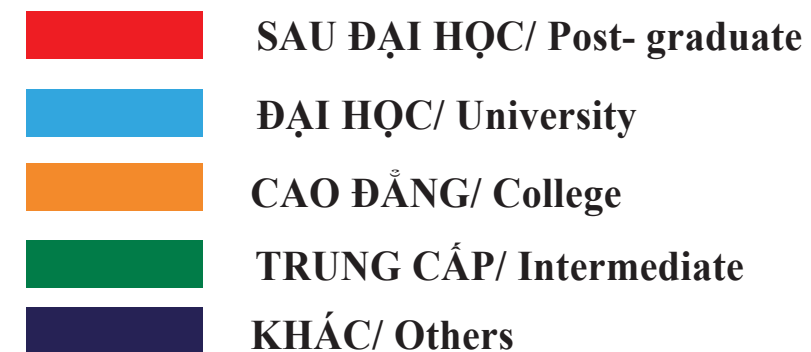 SAU ĐẠI HỌC/ Post- graduate
ĐẠI HỌC/ University
CAO ĐẲNG/ College
TRUNG CẤP/ Intermediate
KHÁC/ Others